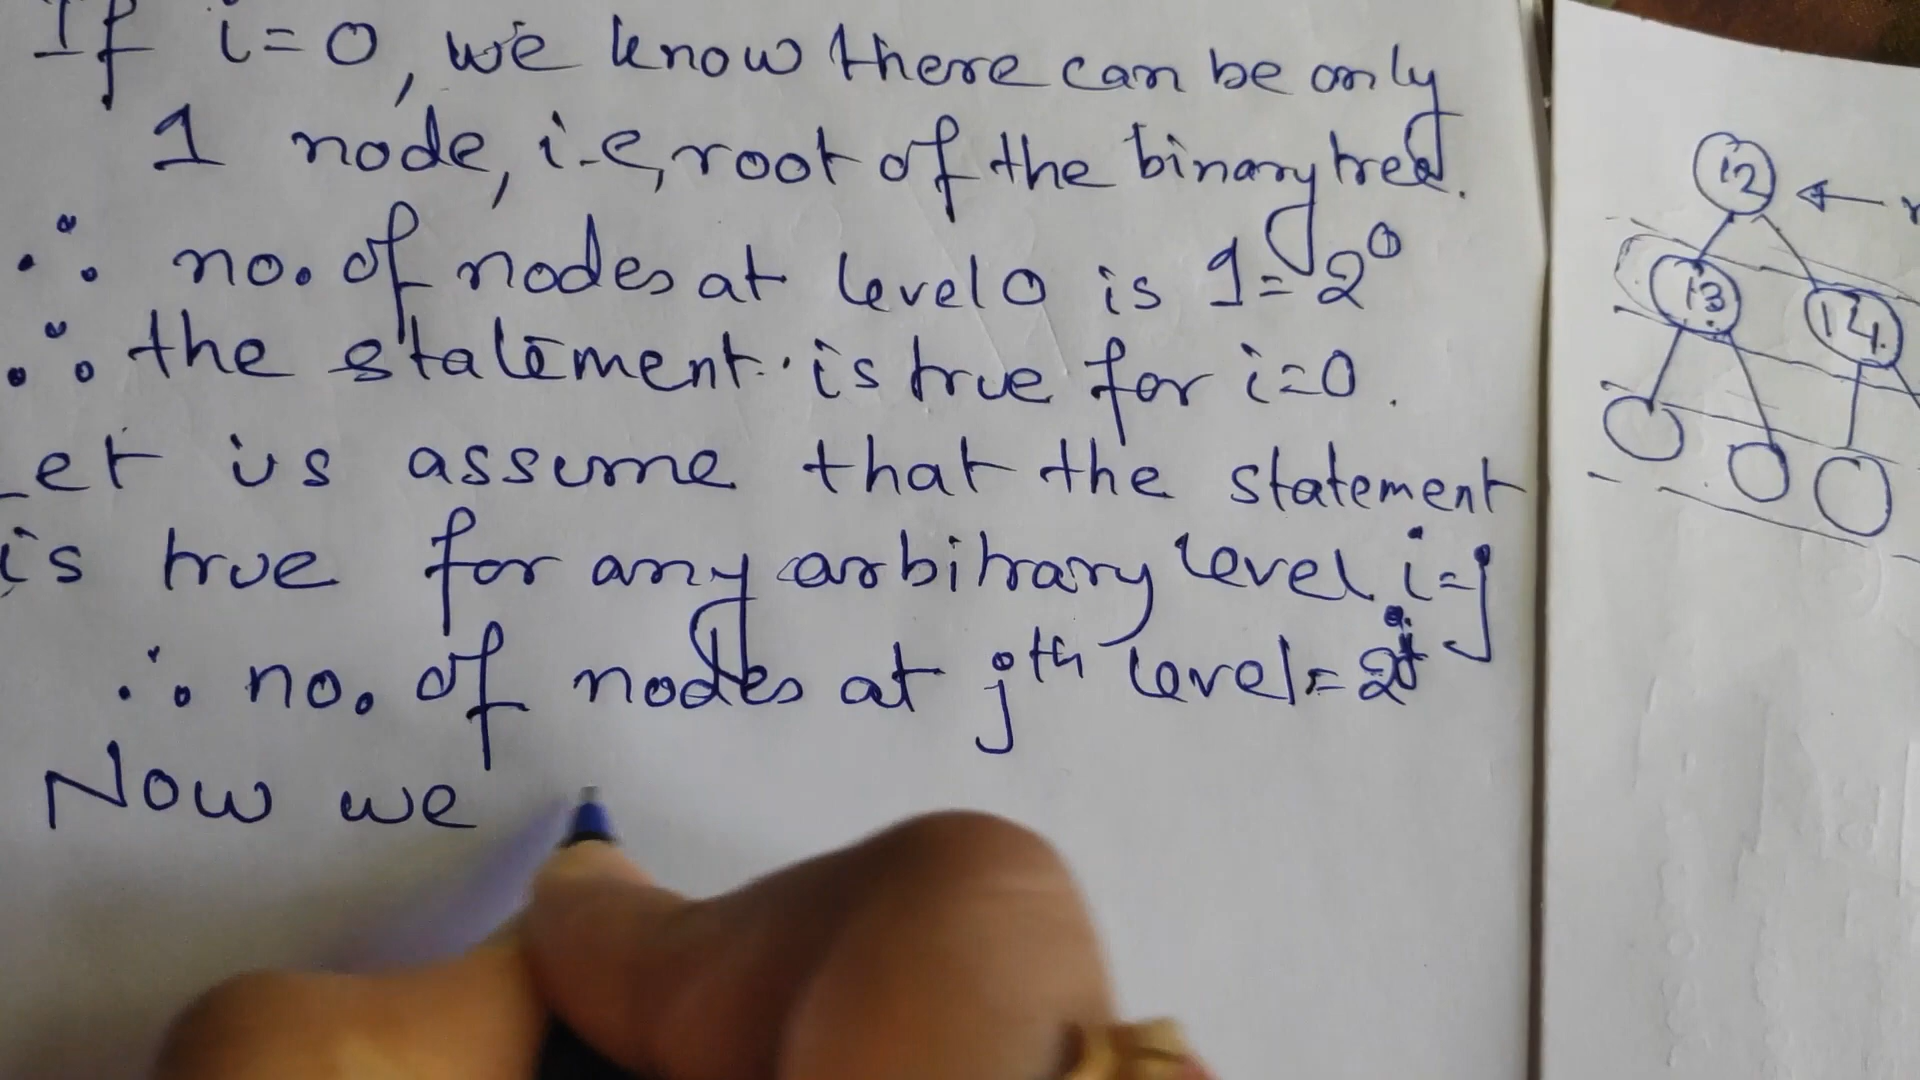 If i=0, we know there can be only
1 node, i.e, root of the binary tree.
∴ no. of nodes at level 0 is 1=2⁰
∴ the statement is true for i=0.
Let us assume that the statement
is true for any arbitrary level i=j
∴ no. of nodes at jth level = 2^j
Now we
12
13
14